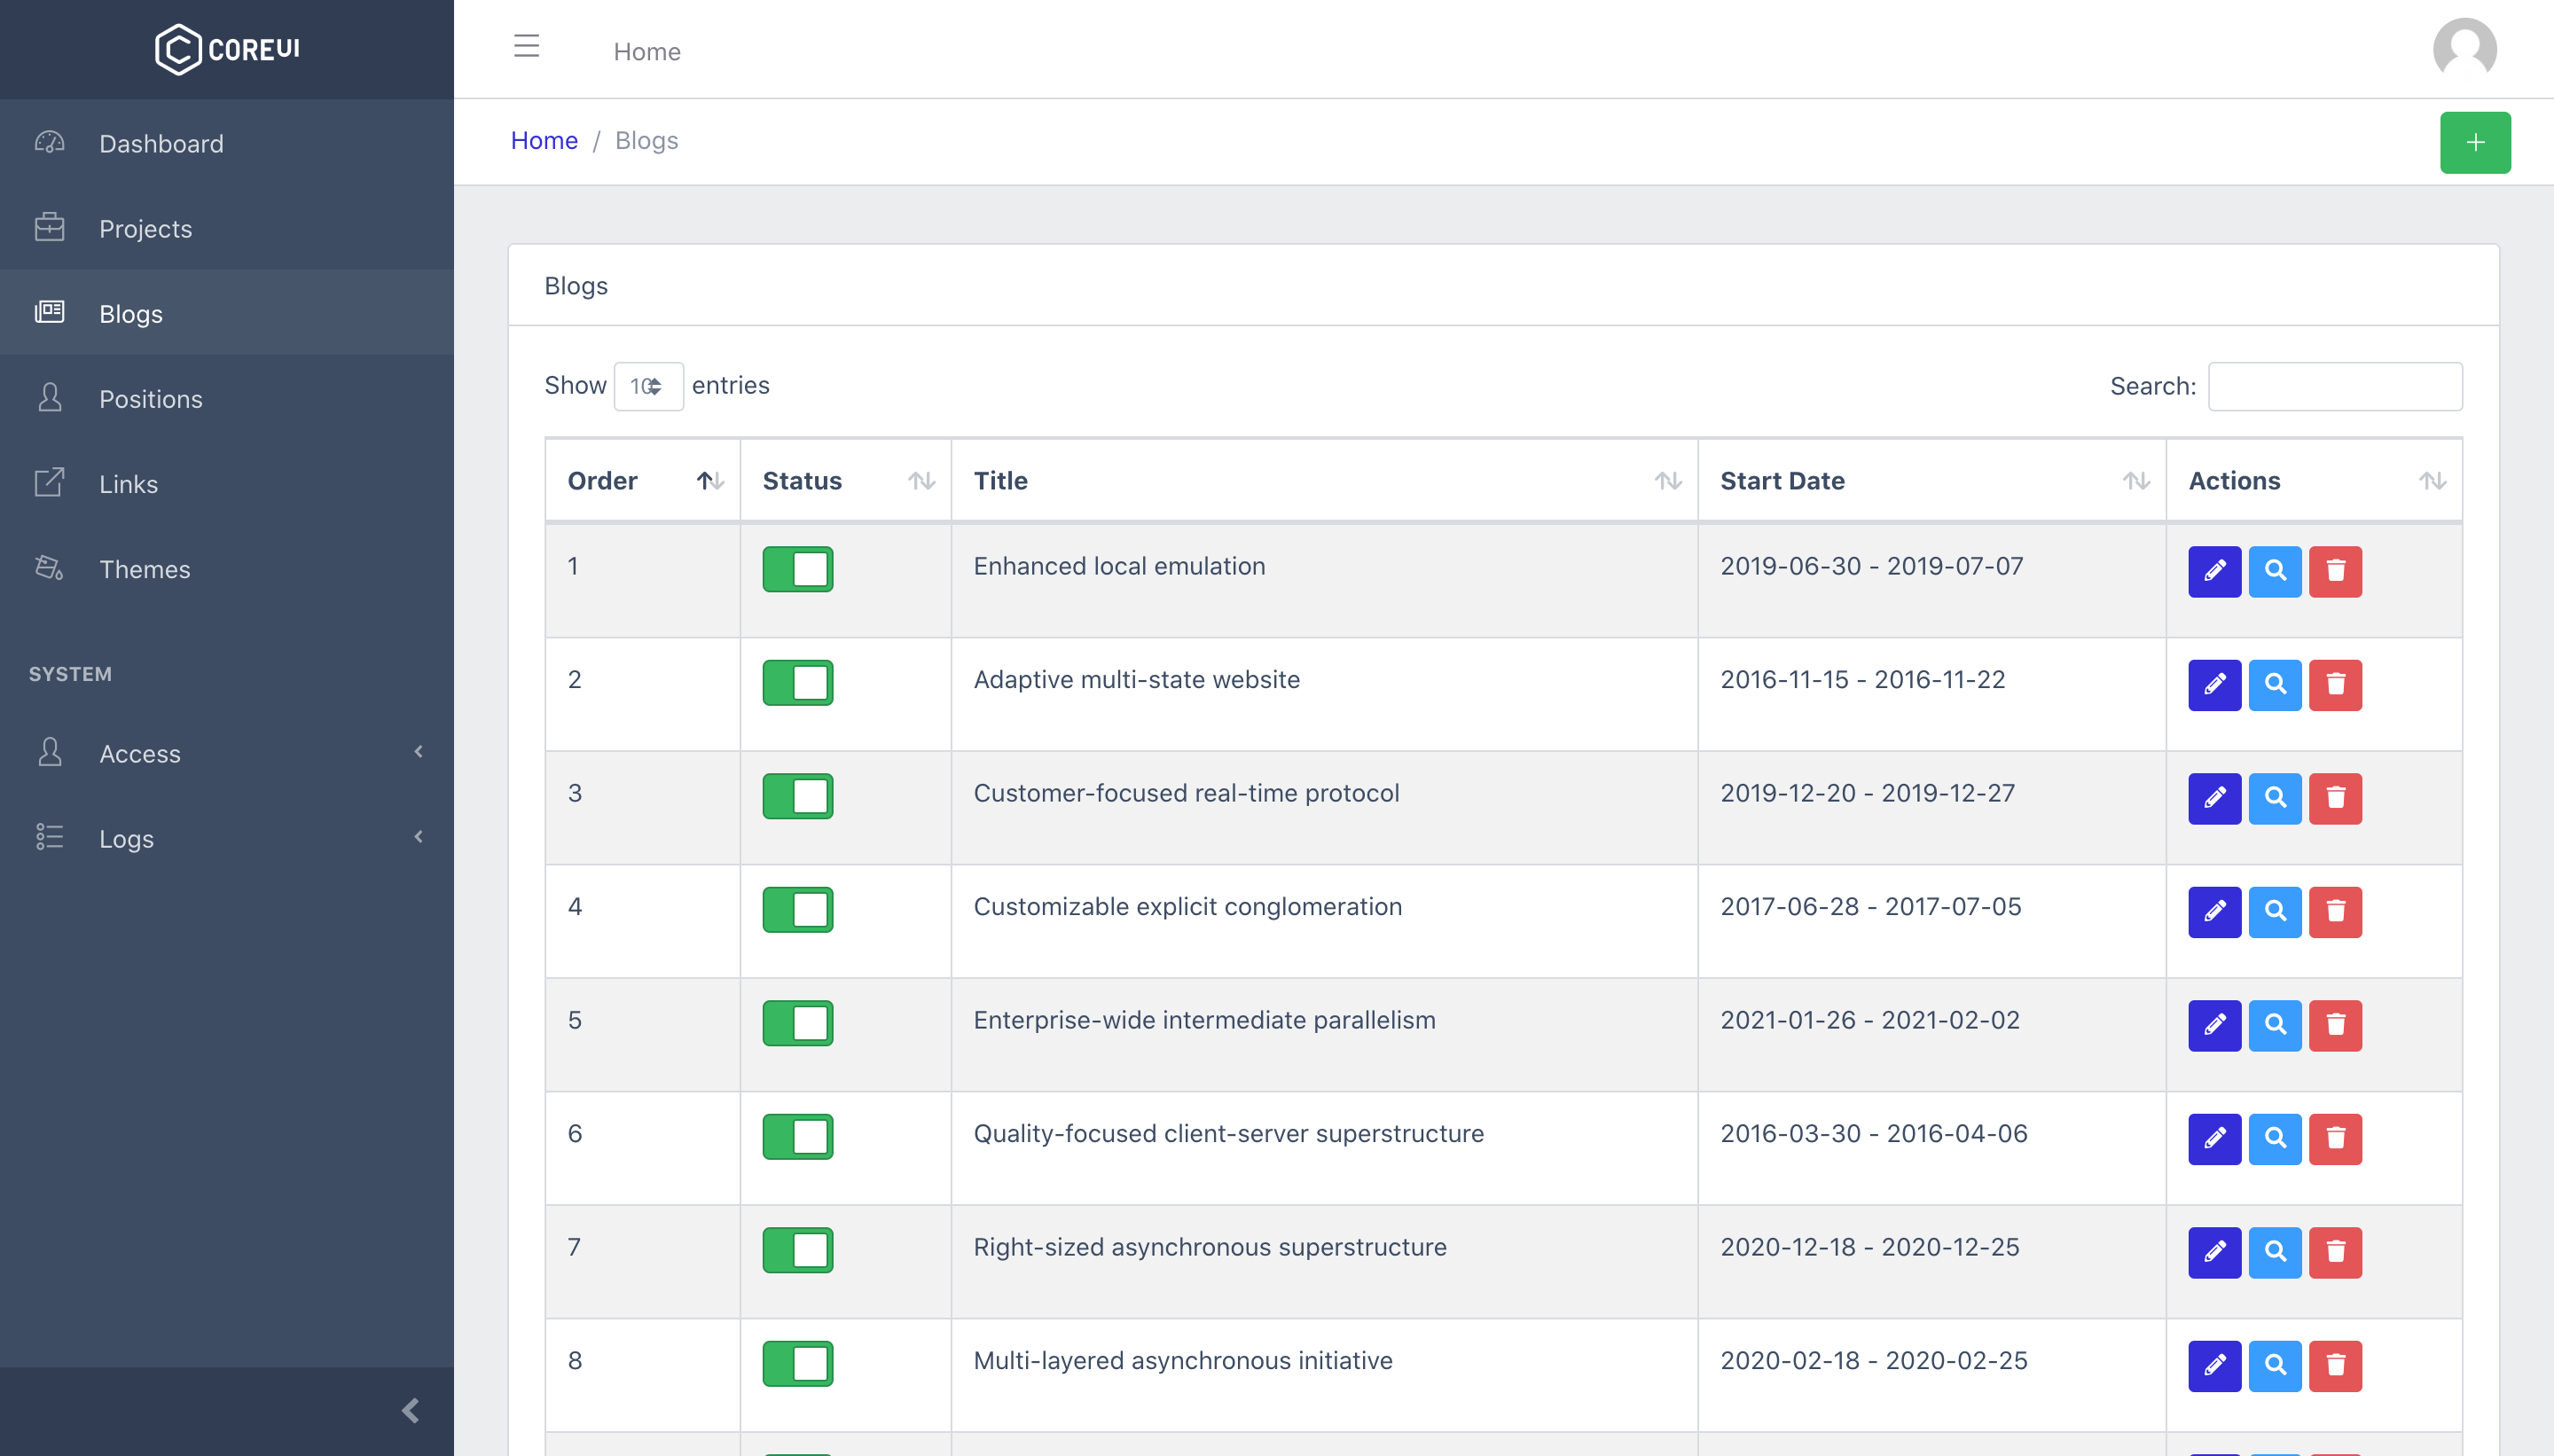 COREUI
Home
Dashboard
Home / Blogs
Projects
Blogs
Positions
Links
Themes
SYSTEM
Access
Logs
Blogs
Show 10 entries
Search:
Order Status Title Start Date Actions
1 Enhanced local emulation 2019-06-30 - 2019-07-07
2 Adaptive multi-state website 2016-11-15 - 2016-11-22
3 Customer-focused real-time protocol 2019-12-20 - 2019-12-27
4 Customizable explicit conglomeration 2017-06-28 - 2017-07-05
5 Enterprise-wide intermediate parallelism 2021-01-26 - 2021-02-02
6 Quality-focused client-server superstructure 2016-03-30 - 2016-04-06
7 Right-sized asynchronous superstructure 2020-12-18 - 2020-12-25
8 Multi-layered asynchronous initiative 2020-02-18 - 2020-02-25